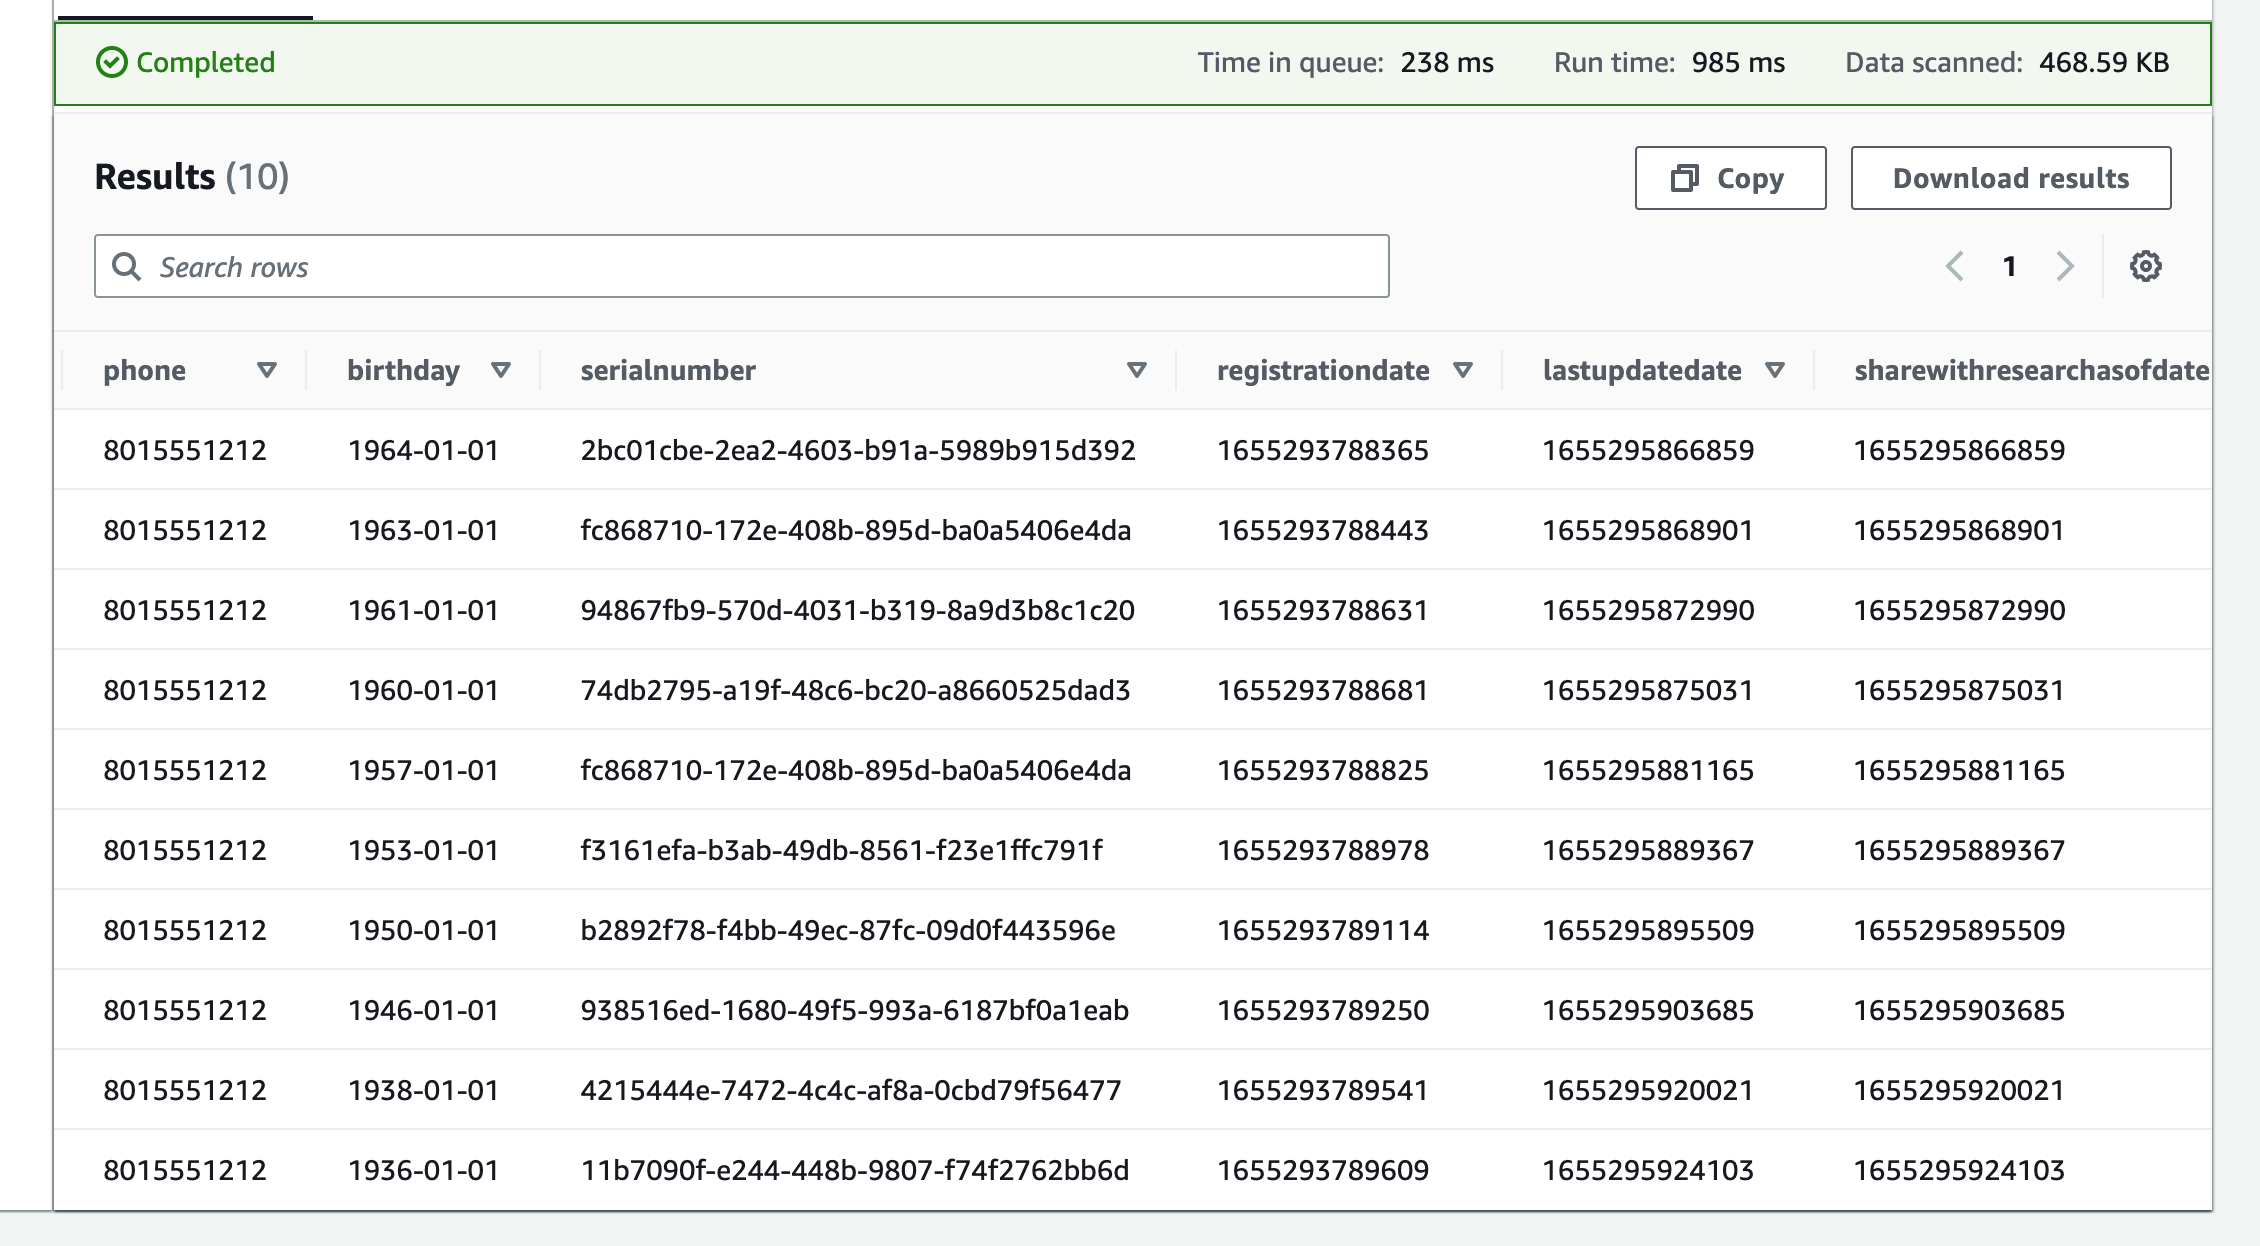 Completed Time in queue: 238 ms Run time: 985 ms Data scanned: 468.59 KB
Results (10) Copy Download results
Search rows 1
phone birthday serialnumber registrationdate lastupdatedate sharewithresearchasofdate
8015551212 1964-01-01 2bc01cbe-2ea2-4603-b91a-5989b915d392 1655293788365 1655295866859 1655295866859
8015551212 1963-01-01 fc868710-172e-408b-895d-ba0a5406e4da 1655293788443 1655295868901 1655295868901
8015551212 1961-01-01 94867fb9-570d-4031-b319-8a9d3b8c1c20 1655293788631 1655295872990 1655295872990
8015551212 1960-01-01 74db2795-a19f-48c6-bc20-a8660525dad3 1655293788681 1655295875031 1655295875031
8015551212 1957-01-01 fc868710-172e-408b-895d-ba0a5406e4da 1655293788825 1655295881165 1655295881165
8015551212 1953-01-01 f3161efa-b3ab-49db-8561-f23e1ffc791f 1655293788978 1655295889367 1655295889367
8015551212 1950-01-01 b2892f78-f4bb-49ec-87fc-09d0f443596e 1655293789114 1655295895509 1655295895509
8015551212 1946-01-01 938516ed-1680-49f5-993a-6187bf0a1eab 1655293789250 1655295903685 1655295903685
8015551212 1938-01-01 4215444e-7472-4c4c-af8a-0cbd79f56477 1655293789541 1655295920021 1655295920021
8015551212 1936-01-01 11b7090f-e244-448b-9807-f74f2762bb6d 1655293789609 1655295924103 1655295924103